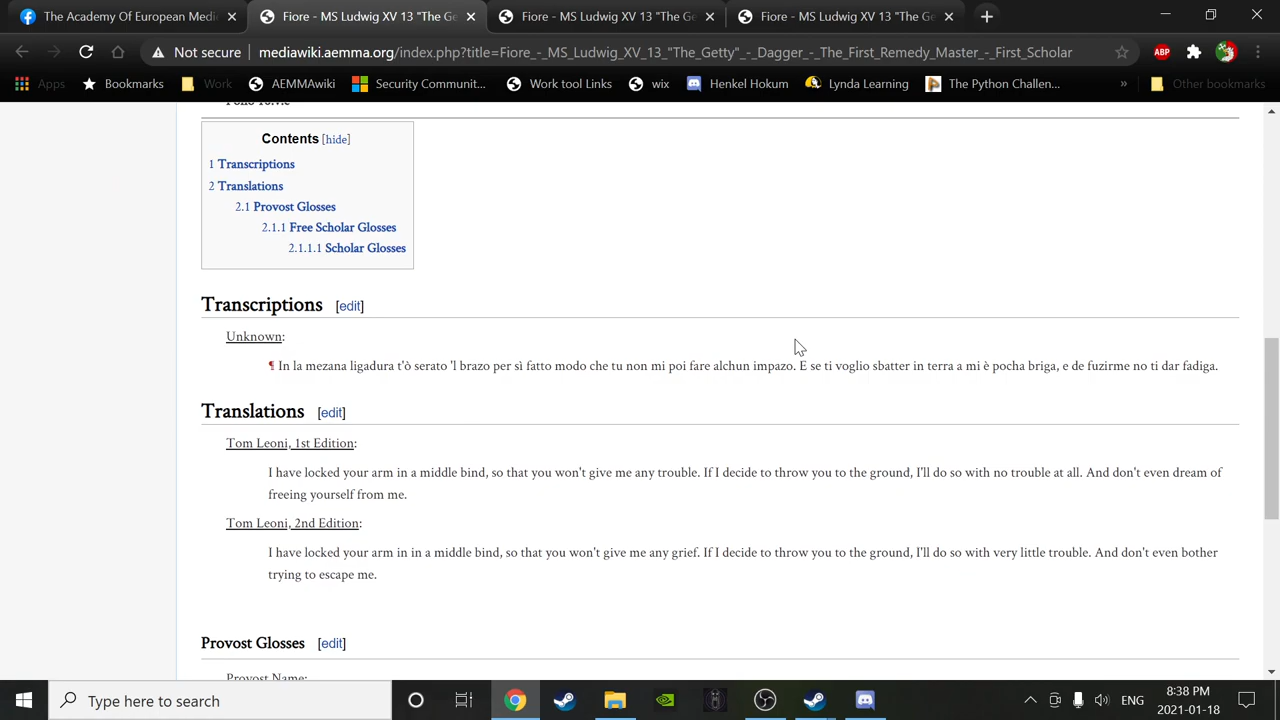 The Academy Of European Medi
Fiore - MS Ludwig XV 13 "The Ge
Fiore - MS Ludwig XV 13 "The Ge
Fiore - MS Ludwig XV 13 "The Ge
Not secure
mediawiki.aemma.org/index.php?title=Fiore_-_MS_Ludwig_XV_13_"The_Getty"_-_Dagger_-_The_First_Remedy_Master_-_First_Scholar
ABP
Apps
Bookmarks
Work
AEMMAwiki
Security Communit...
Work tool Links
wix
Henkel Hokum
Lynda Learning
The Python Challen...
»
Other bookmarks
Contents [hide]
1 Transcriptions
2 Translations
2.1 Provost Glosses
2.1.1 Free Scholar Glosses
2.1.1.1 Scholar Glosses
Transcriptions [edit]
Unknown:
¶ In la mezana ligadura t'ò serato 'l brazo per sì fatto modo che tu non mi poi fare alchun impazo. E se ti voglio sbatter in terra a mi è pocha briga, e de fuzirme no ti dar fadiga.
Translations [edit]
Tom Leoni, 1st Edition:
I have locked your arm in a middle bind, so that you won't give me any trouble. If I decide to throw you to the ground, I'll do so with no trouble at all. And don't even dream of
freeing yourself from me.
Tom Leoni, 2nd Edition:
I have locked your arm in in a middle bind, so that you won't give me any grief. If I decide to throw you to the ground, I'll do so with very little trouble. And don't even bother
trying to escape me.
Provost Glosses [edit]
Provost Name:
Type here to search
ENG
8:38 PM
2021-01-18